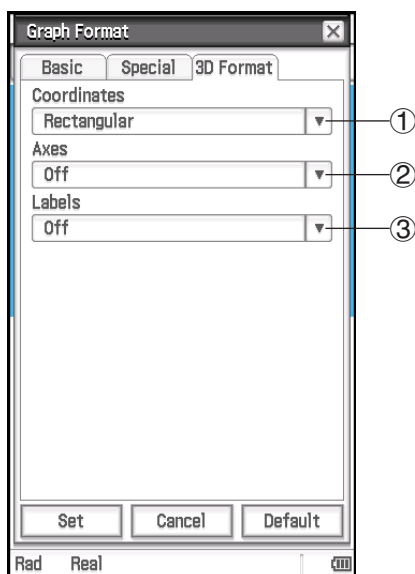 Graph Format
Basic Special 3D Format
Coordinates
Rectangular ①
Axes
Off ②
Labels
Off ③
Set Cancel Default
Rad Real